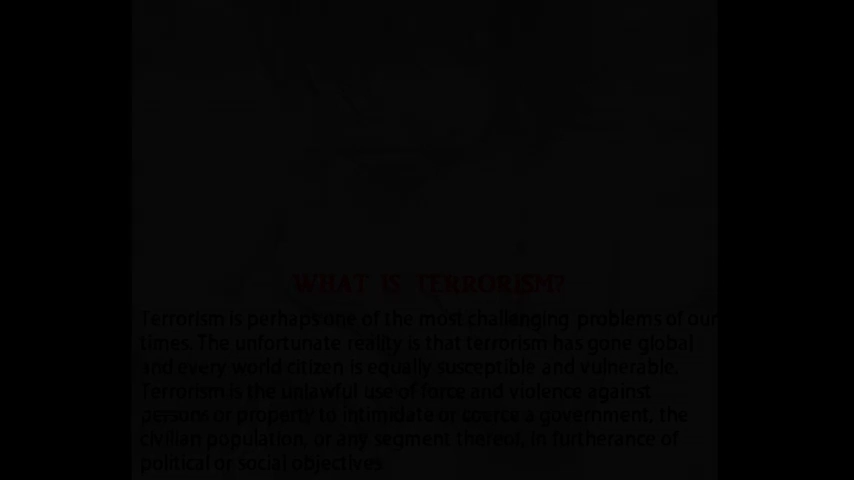 WHAT IS TERRORISM?
Terrorism is perhaps one of the most challenging problems of our
times. The unfortunate reality is that terrorism has gone global
and every world citizen is equally susceptible and vulnerable.
Terrorism is the unlawful use of force and violence against
persons or property to intimidate or coerce a government, the
civilian population, or any segment thereof, in furtherance of
political or social objectives